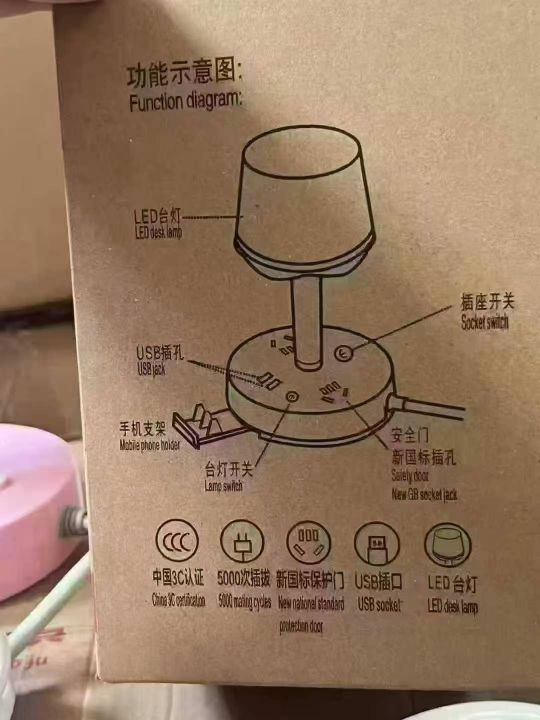 功能示意图:
Function diagram:
LED台灯
LED desk lamp
插座开关
Socket switch
USB插孔
USB jack
手机支架
Mobile phone holder
台灯开关
Lamp switch
安全门
新国标插孔
Salety door
New GB socket jack
中国3C认证
China 3C certification
5000次插拔
5000 mating cycles
新国标保护门
New national standard
protection door
USB插口
USB socket
LED台灯
LED desk lamp